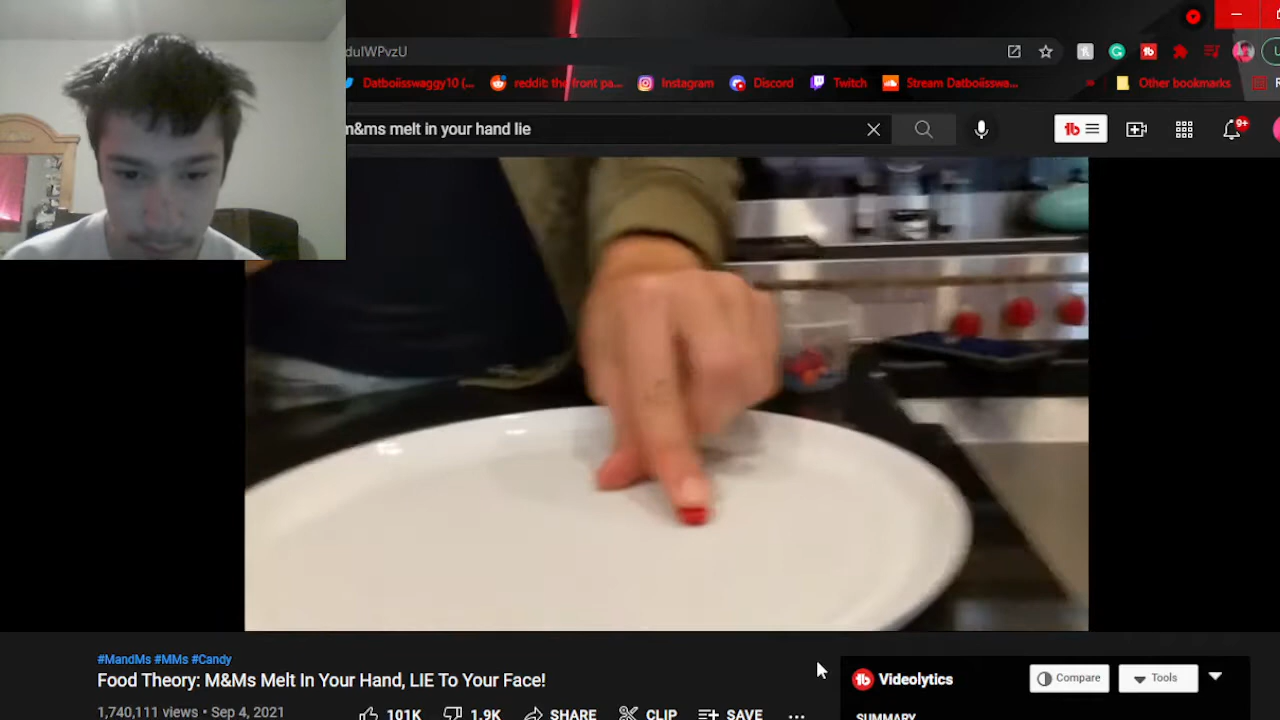 dulWPvzU
Datboiisswaggy10 (... reddit: the front pa... Instagram Discord Twitch Stream Datboiisswa... » Other bookmarks
m&ms melt in your hand lie
9+
#MandMs #MMs #Candy
Food Theory: M&Ms Melt In Your Hand, LIE To Your Face!
1,740,111 views • Sep 4, 2021 101K 1.9K SHARE CLIP SAVE ...
Videolytics Compare Tools
SUMMARY